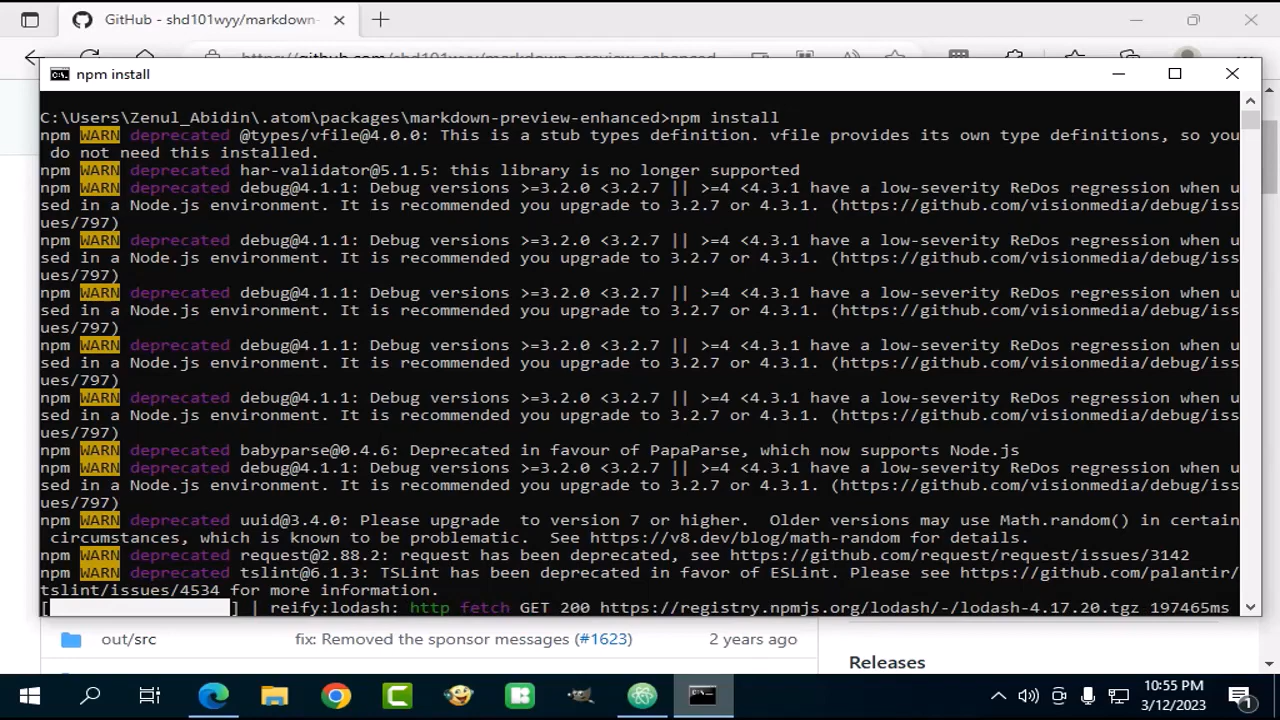 GitHub - shd101wyy/markdown-
https://github.com/shd101wyy/markdown-preview-enhanced
npm install
C:\Users\Zenul_Abidin\.atom\packages\markdown-preview-enhanced>npm install
npm WARN deprecated @types/vfile@4.0.0: This is a stub types definition. vfile provides its own type definitions, so you
do not need this installed.
npm WARN deprecated har-validator@5.1.5: this library is no longer supported
npm WARN deprecated debug@4.1.1: Debug versions >=3.2.0 <3.2.7 || >=4 <4.3.1 have a low-severity ReDos regression when u
sed in a Node.js environment. It is recommended you upgrade to 3.2.7 or 4.3.1. (https://github.com/visionmedia/debug/iss
ues/797)
npm WARN deprecated debug@4.1.1: Debug versions >=3.2.0 <3.2.7 || >=4 <4.3.1 have a low-severity ReDos regression when u
sed in a Node.js environment. It is recommended you upgrade to 3.2.7 or 4.3.1. (https://github.com/visionmedia/debug/iss
ues/797)
npm WARN deprecated debug@4.1.1: Debug versions >=3.2.0 <3.2.7 || >=4 <4.3.1 have a low-severity ReDos regression when u
sed in a Node.js environment. It is recommended you upgrade to 3.2.7 or 4.3.1. (https://github.com/visionmedia/debug/iss
ues/797)
npm WARN deprecated debug@4.1.1: Debug versions >=3.2.0 <3.2.7 || >=4 <4.3.1 have a low-severity ReDos regression when u
sed in a Node.js environment. It is recommended you upgrade to 3.2.7 or 4.3.1. (https://github.com/visionmedia/debug/iss
ues/797)
npm WARN deprecated debug@4.1.1: Debug versions >=3.2.0 <3.2.7 || >=4 <4.3.1 have a low-severity ReDos regression when u
sed in a Node.js environment. It is recommended you upgrade to 3.2.7 or 4.3.1. (https://github.com/visionmedia/debug/iss
ues/797)
npm WARN deprecated babyparse@0.4.6: Deprecated in favour of PapaParse, which now supports Node.js
npm WARN deprecated debug@4.1.1: Debug versions >=3.2.0 <3.2.7 || >=4 <4.3.1 have a low-severity ReDos regression when u
sed in a Node.js environment. It is recommended you upgrade to 3.2.7 or 4.3.1. (https://github.com/visionmedia/debug/iss
ues/797)
npm WARN deprecated uuid@3.4.0: Please upgrade  to version 7 or higher.  Older versions may use Math.random() in certain
circumstances, which is known to be problematic.  See https://v8.dev/blog/math-random for details.
npm WARN deprecated request@2.88.2: request has been deprecated, see https://github.com/request/request/issues/3142
npm WARN deprecated tslint@6.1.3: TSLint has been deprecated in favor of ESLint. Please see https://github.com/palantir/
tslint/issues/4534 for more information.
[                  ] | reify:lodash: http fetch GET 200 https://registry.npmjs.org/lodash/-/lodash-4.17.20.tgz 197465ms
out/src fix: Removed the sponsor messages (#1623) 2 years ago
Releases
10:55 PM
3/12/2023
1